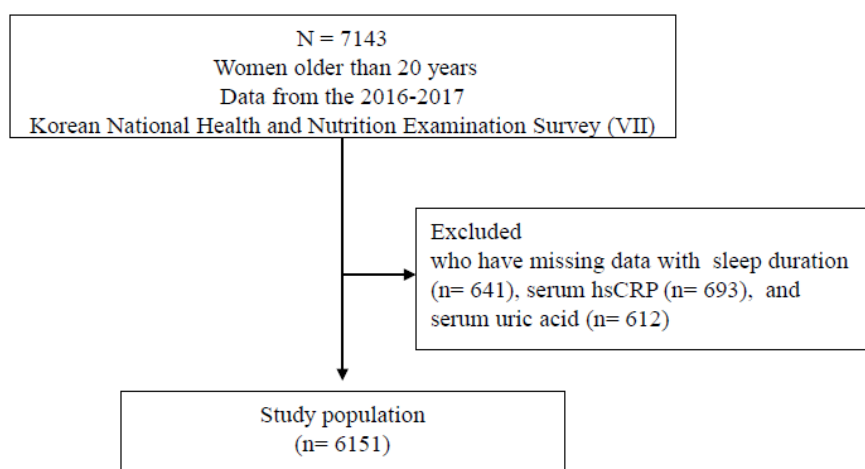 N = 7143
Women older than 20 years
Data from the 2016-2017
Korean National Health and Nutrition Examination Survey (VII)
Excluded
who have missing data with sleep duration
(n= 641), serum hsCRP (n= 693), and
serum uric acid (n= 612)
Study population
(n= 6151)